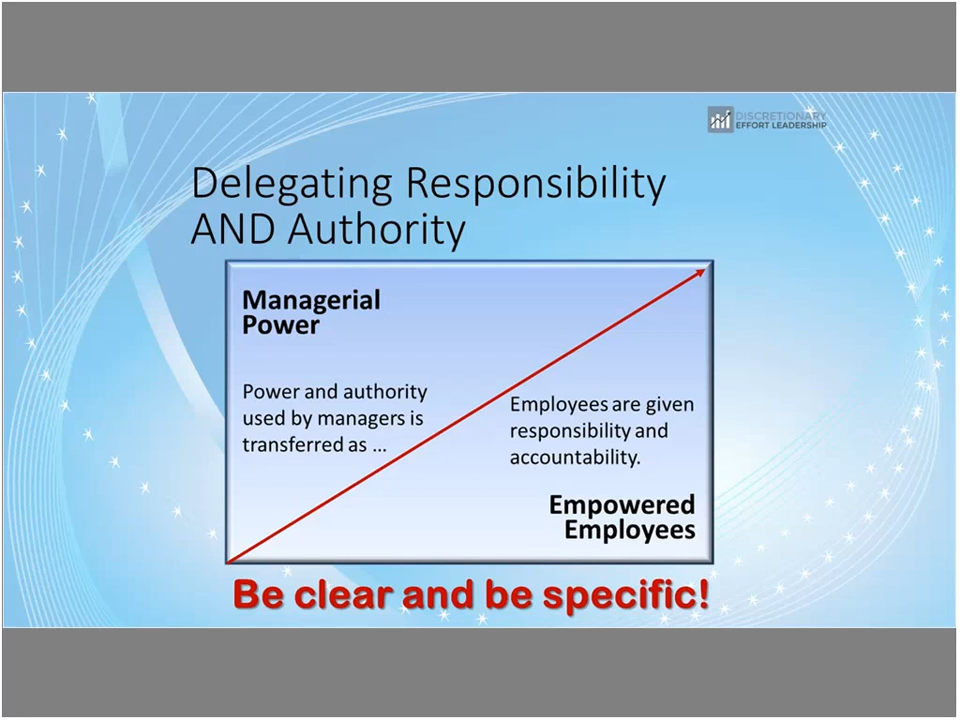 DISCRETIONARY
EFFORT LEADERSHIP
Delegating Responsibility
AND Authority
Managerial
Power
Power and authority
used by managers is
transferred as ...
Employees are given
responsibility and
accountability.
Empowered
Employees
Be clear and be specific!